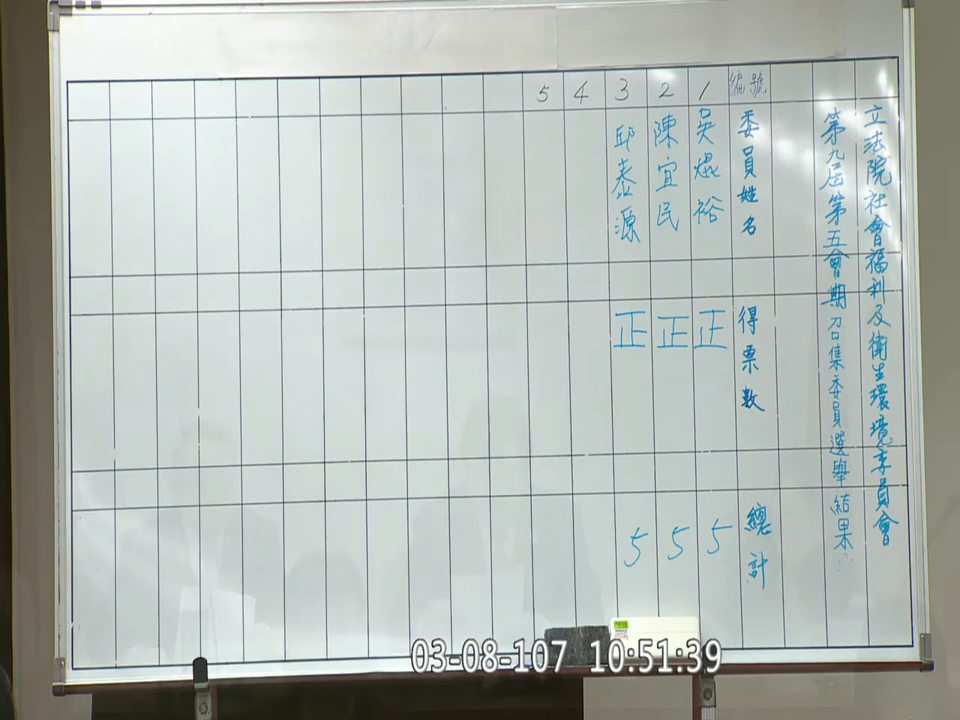 立法院社會福利及衛生環境委員會
第九屆第五會期召集委員選舉結果
編號 委員姓名 得票數 總計
1 吳焜裕 正 5
2 陳宜民 正 5
3 邱泰源 正 5
4
5
03-08-107 10:51:39